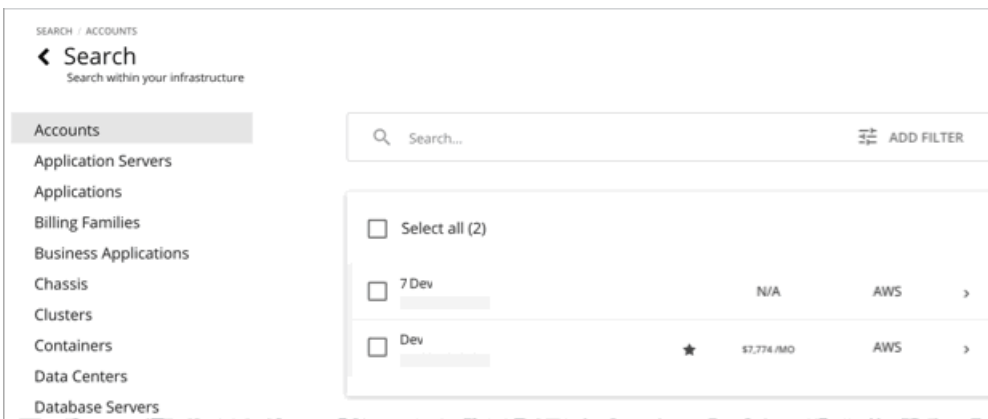 SEARCH / ACCOUNTS
Search
Search within your infrastructure
Accounts
Application Servers
Applications
Billing Families
Business Applications
Chassis
Clusters
Containers
Data Centers
Database Servers
Search...
ADD FILTER
Select all (2)
7 Dev
N/A
AWS
Dev
$7,774 /MO
AWS